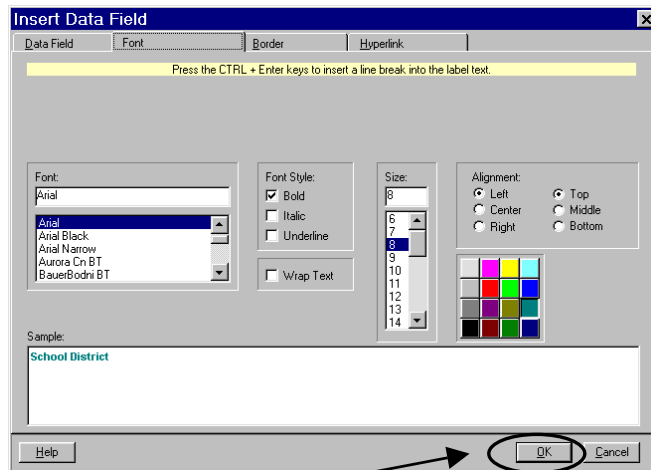 Insert Data Field
Data Field Font Border Hyperlink
Press the CTRL + Enter keys to insert a line break into the label text.
Font:
Arial
Arial
Arial Black
Arial Narrow
Aurora Cn BT
BauerBodni BT
Font Style:
Bold
Italic
Underline
Wrap Text
Size:
8
6
7
8
9
10
11
12
13
14
Alignment:
Left Top
Center Middle
Right Bottom
Sample:
School District
Help OK Cancel